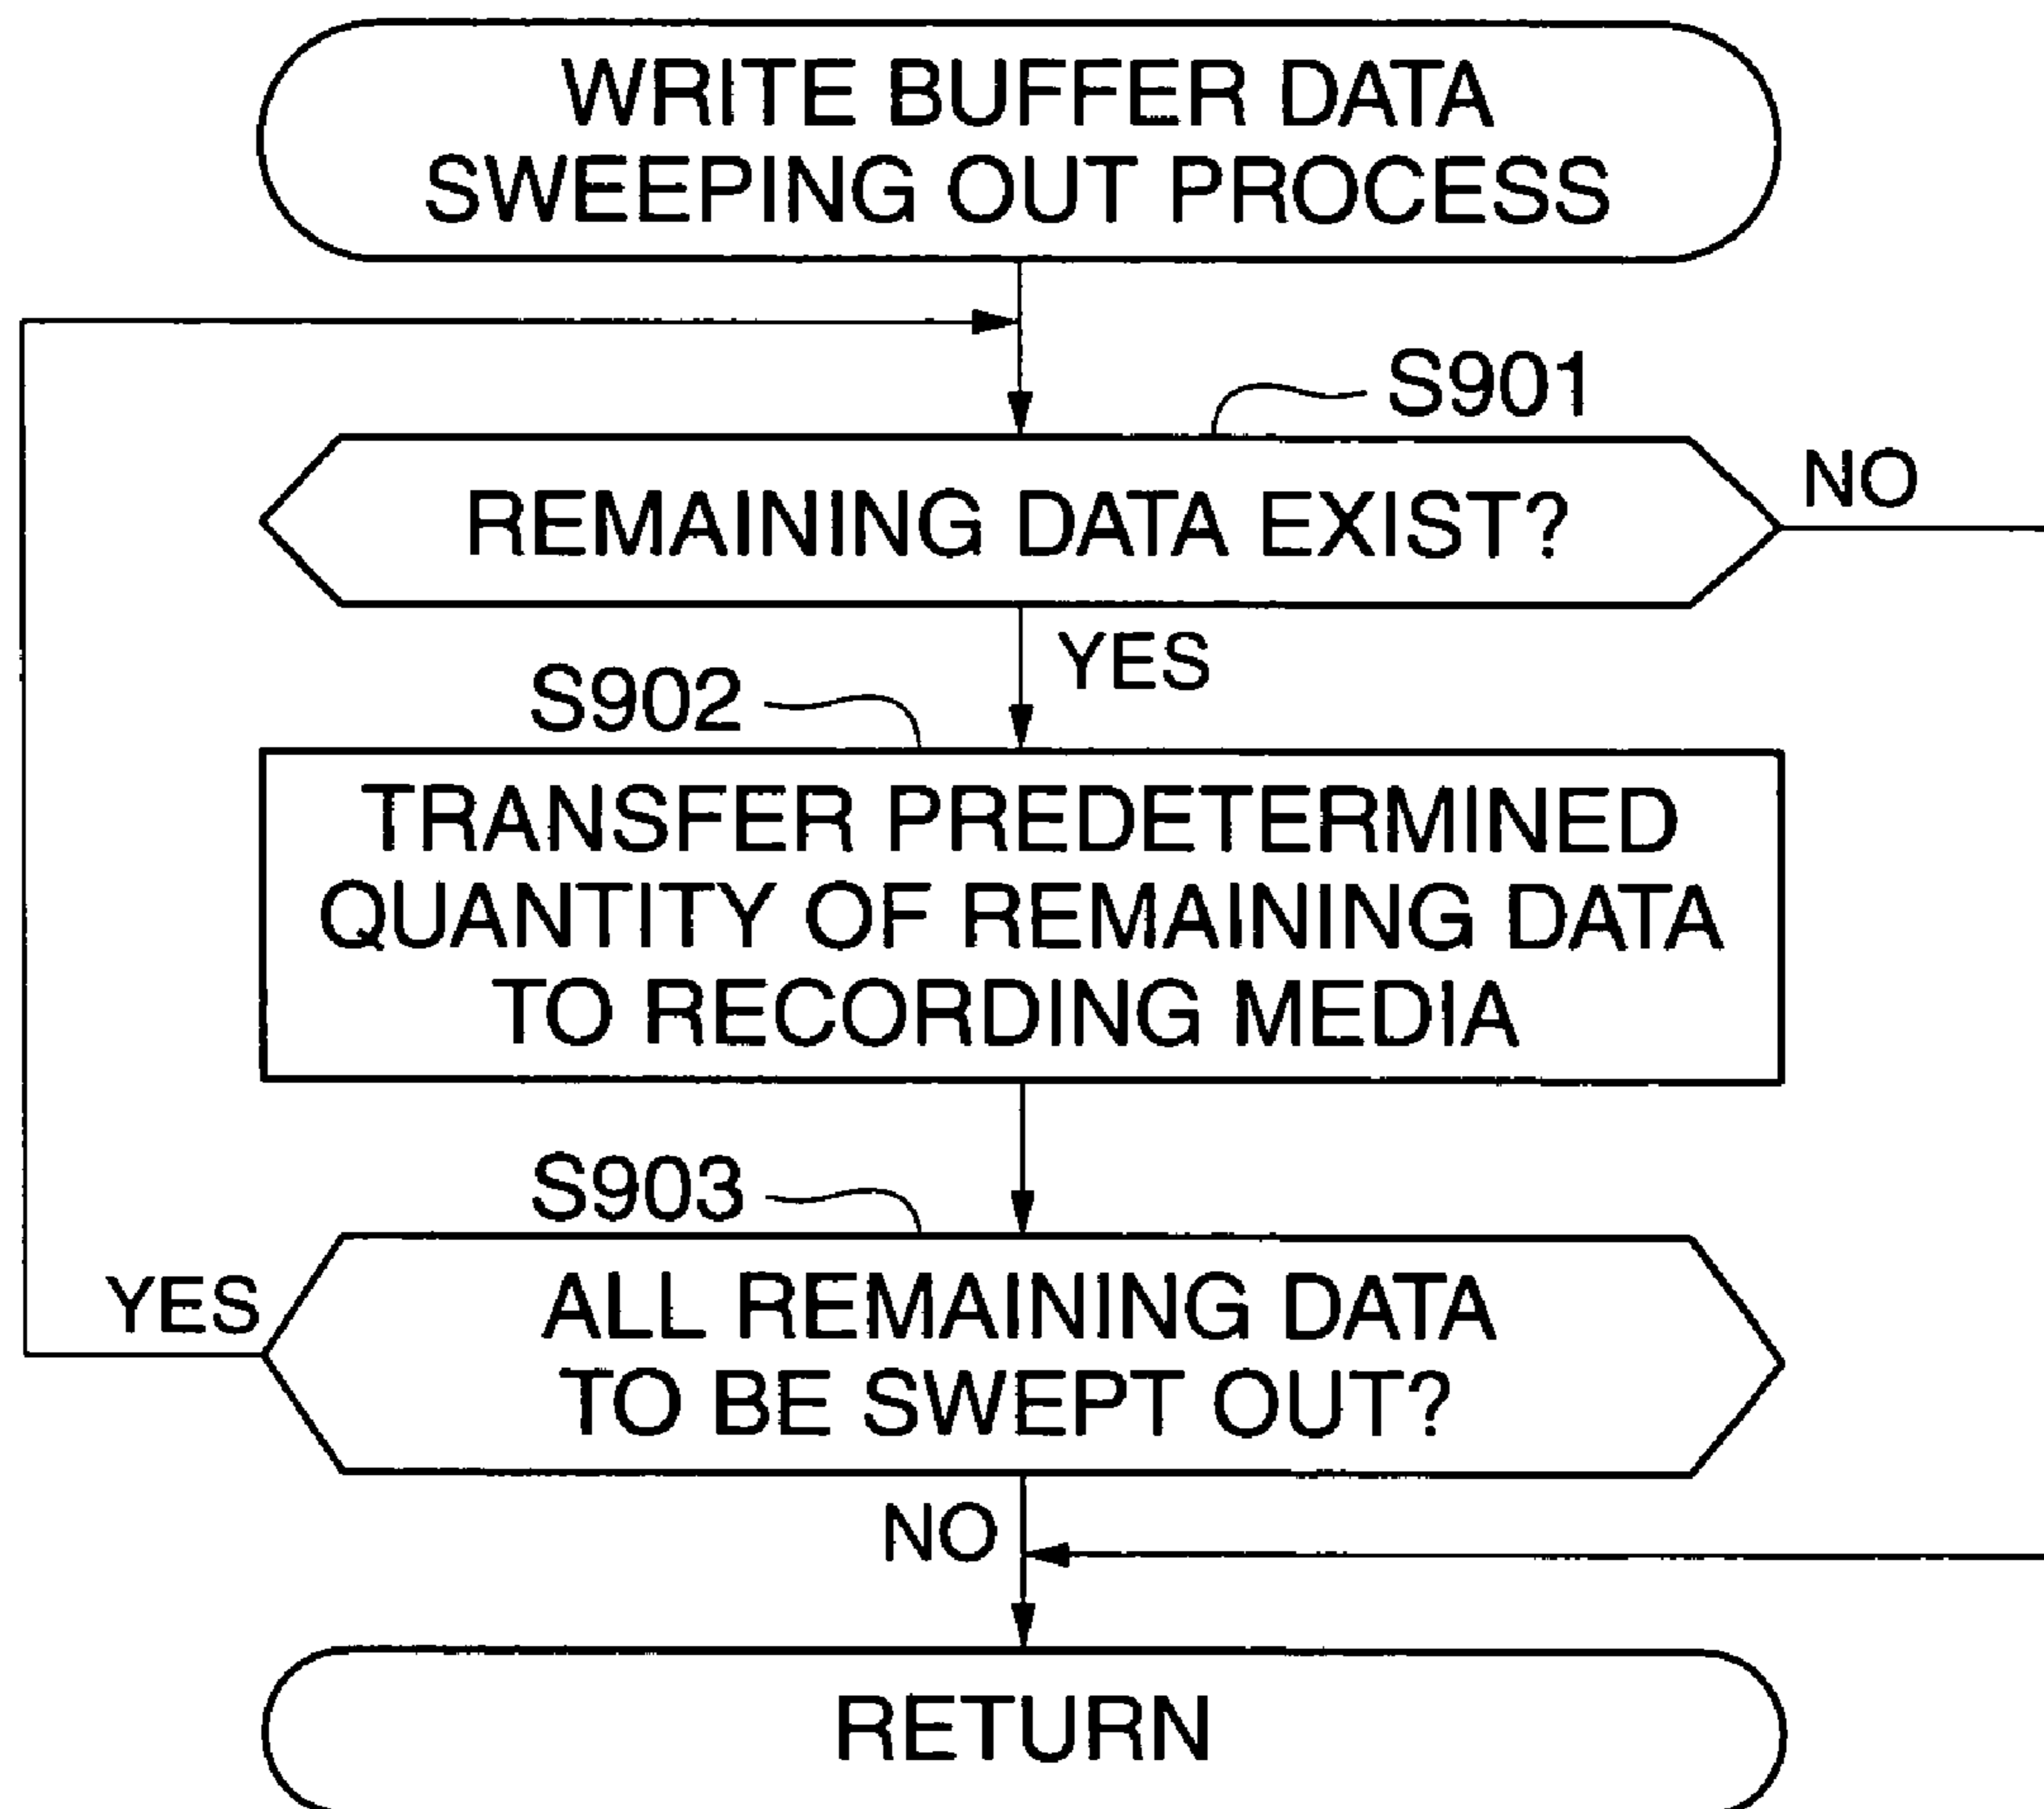 WRITE BUFFER DATA
SWEEPING OUT PROCESS
S901
REMAINING DATA EXIST?
NO
YES
S902
TRANSFER PREDETERMINED
QUANTITY OF REMAINING DATA
TO RECORDING MEDIA
S903
YES
ALL REMAINING DATA
TO BE SWEPT OUT?
NO
RETURN